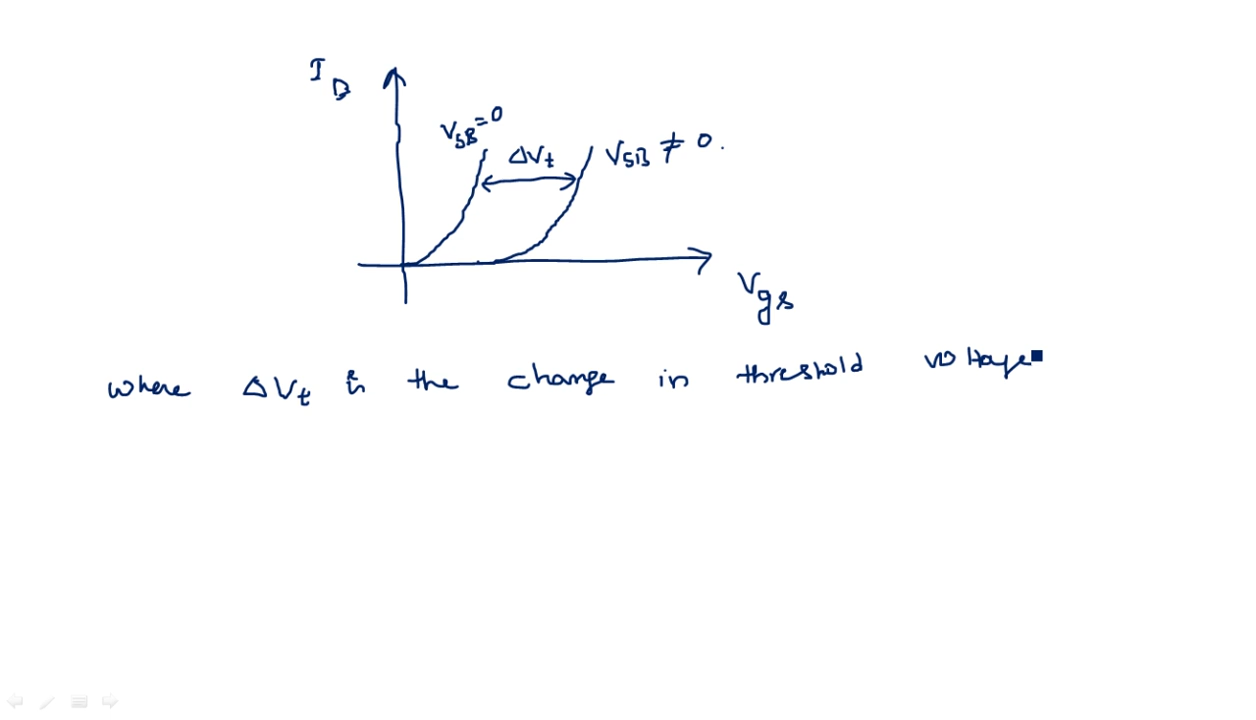 I_D
V_SB = 0
ΔV_t
V_SB ≠ 0.
V_gs
where ΔV_t is the change in threshold voltage